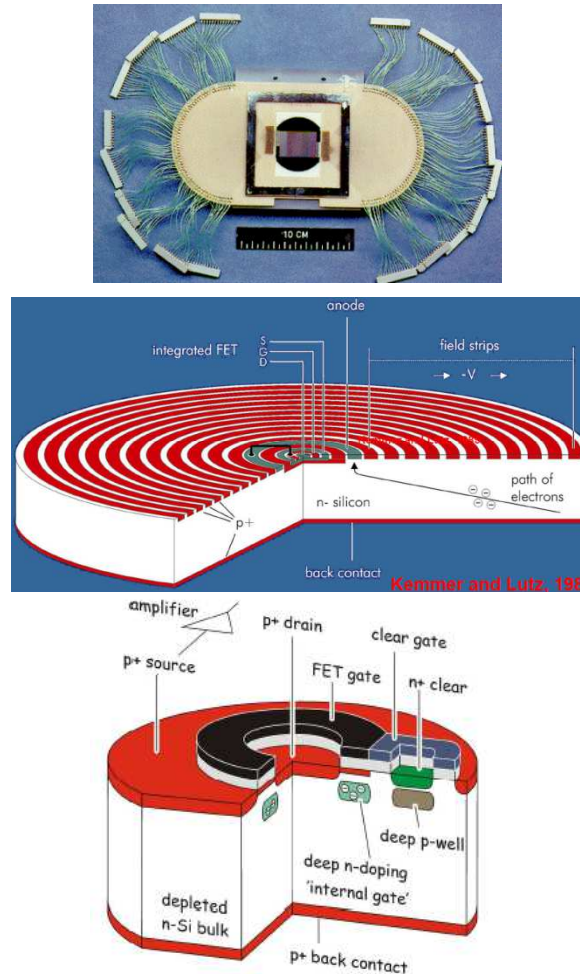 10 CM
anode
integrated FET
S
G
D
field strips
-V
n- silicon
path of
electrons
p+
back contact
Kemmer and Lutz, 198
amplifier
p+ source
p+ drain
FET gate
clear gate
n+ clear
deep p-well
deep n-doping
'internal gate'
depleted
n-Si bulk
p+ back contact